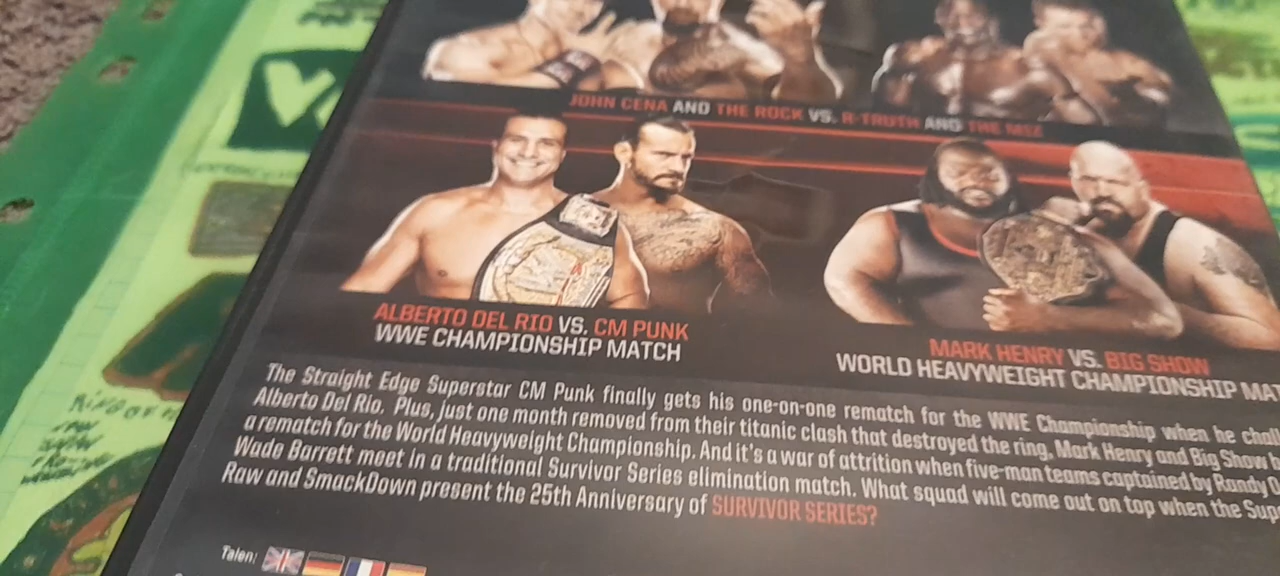 JOHN CENA AND THE ROCK VS. R-TRUTH AND THE MIZ
ALBERTO DEL RIO VS. CM PUNK
WWE CHAMPIONSHIP MATCH
MARK HENRY VS. BIG SHOW
WORLD HEAVYWEIGHT CHAMPIONSHIP MAT
The Straight Edge Superstar CM Punk finally gets his one-on-one rematch for the WWE Championship when he chall
Alberto Del Rio. Plus, just one month removed from their titanic clash that destroyed the ring, Mark Henry and Big Show h
a rematch for the World Heavyweight Championship. And it's a war of attrition when five-man teams captained by Randy O
Wade Barrett meet in a traditional Survivor Series elimination match. What squad will come out on top when the Supe
Raw and SmackDown present the 25th Anniversary of SURVIVOR SERIES?
Talen: